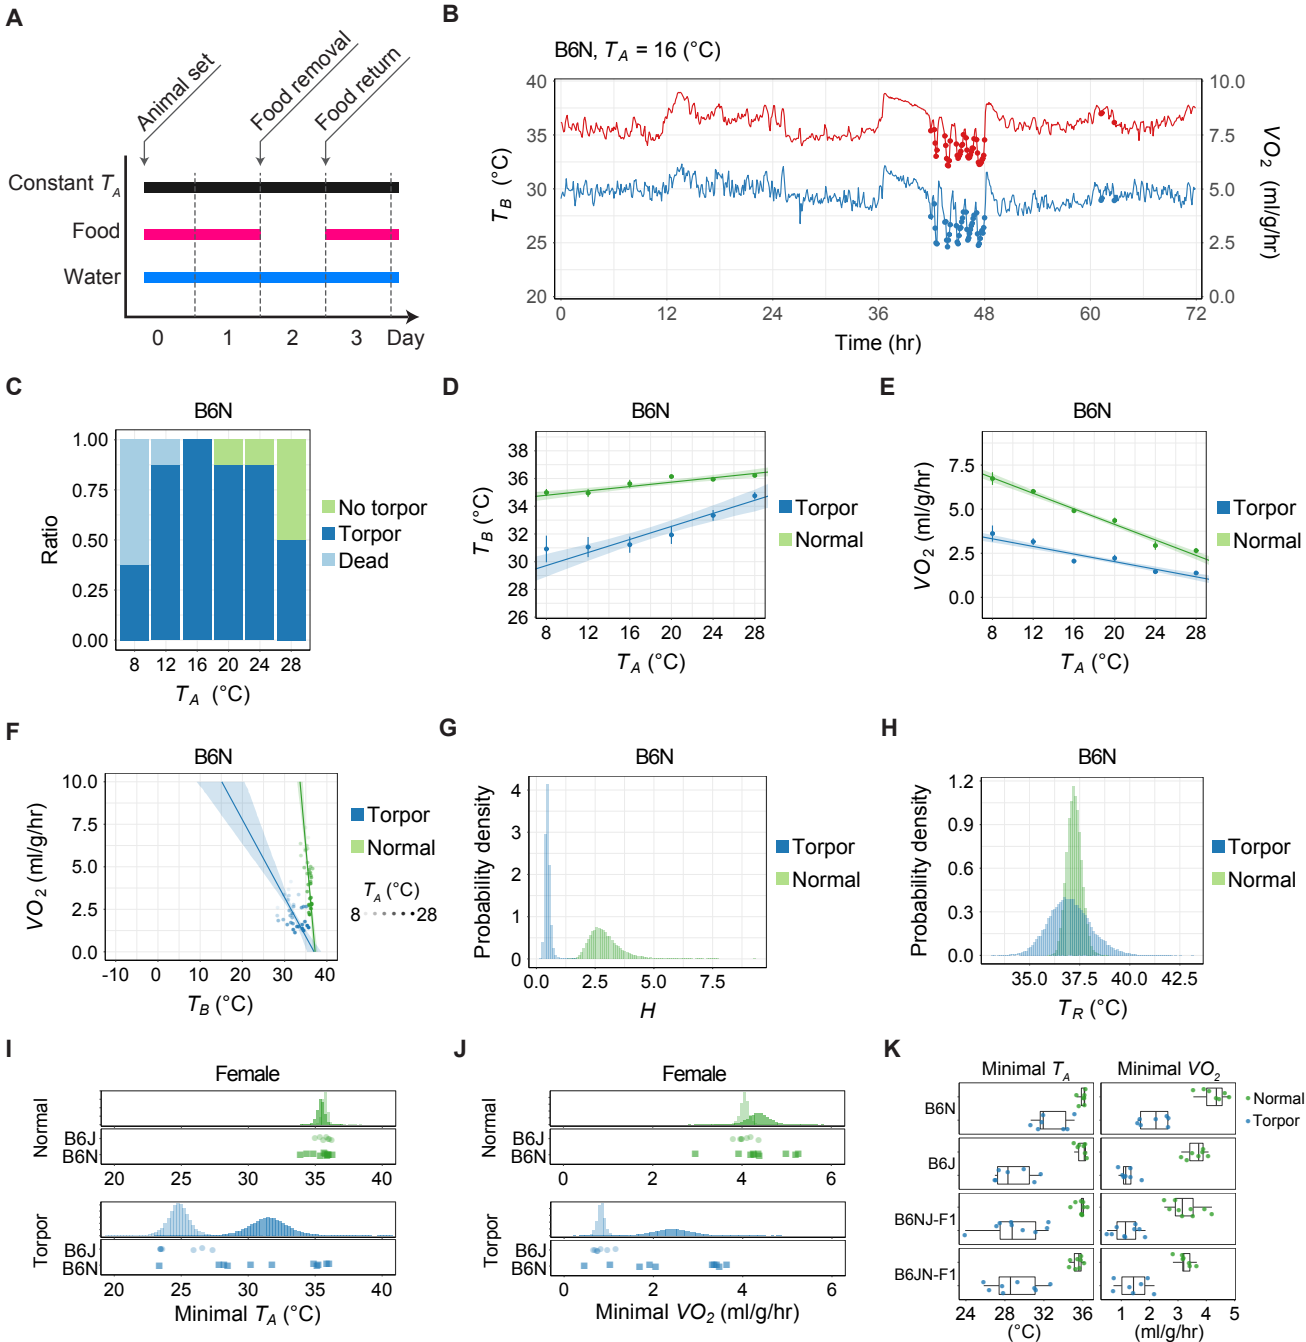 A
Animal set
Food removal
Food return
Constant TA
Food
Water
0 1 2 3 Day
B
B6N, TA = 16 (°C)
40
35
30
25
20
TB (°C)
10.0
7.5
5.0
2.5
0.0
VO2 (ml/g/hr)
0 12 24 36 48 60 72
Time (hr)
C
B6N
1.00
0.75
0.50
0.25
0.00
Ratio
8 12 16 20 24 28
TA (°C)
No torpor
Torpor
Dead
D
B6N
38
36
34
32
30
28
26
TB (°C)
8 12 16 20 24 28
TA (°C)
Torpor
Normal
E
B6N
7.5
5.0
2.5
0.0
VO2 (ml/g/hr)
8 12 16 20 24 28
TA (°C)
Torpor
Normal
F
B6N
10.0
7.5
5.0
2.5
0.0
VO2 (ml/g/hr)
-10 0 10 20 30 40
TB (°C)
Torpor
Normal
TA (°C)
8 28
G
B6N
4
3
2
1
0
Probability density
0.0 2.5 5.0 7.5
H
Torpor
Normal
H
B6N
1.2
0.9
0.6
0.3
0.0
Probability density
35.0 37.5 40.0 42.5
TR (°C)
Torpor
Normal
I
Female
Normal
B6J
B6N
20 25 30 35 40
Torpor
B6J
B6N
20 25 30 35 40
Minimal TA (°C)
J
Female
Normal
B6J
B6N
0 2 4 6
Torpor
B6J
B6N
0 2 4 6
Minimal VO2 (ml/g/hr)
K
Minimal TA Minimal VO2
B6N
B6J
B6NJ-F1
B6JN-F1
Normal
Torpor
24 28 32 36 1 2 3 4 5
(°C) (ml/g/hr)